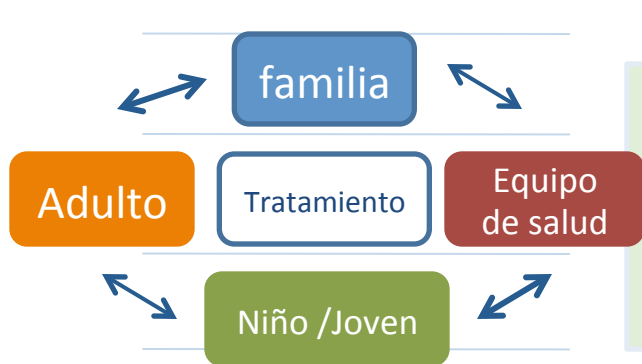 familia
Adulto
Tratamiento
Equipo
de salud
Niño /Joven